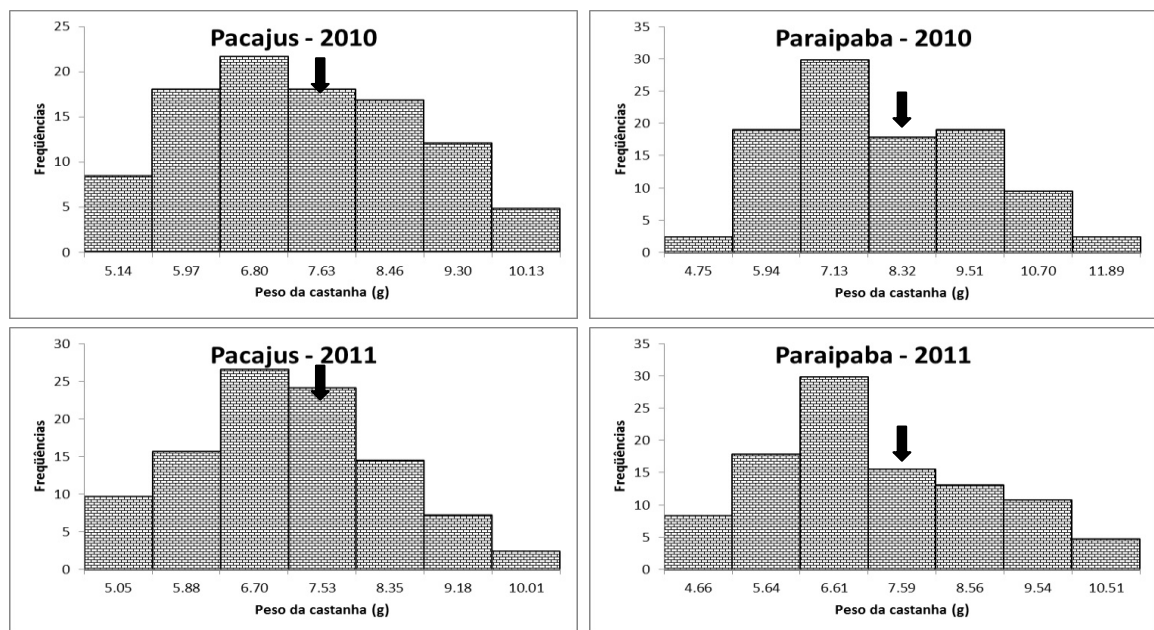 Pacajus - 2010
Freqüências
25
20
15
10
5
0
5.14 5.97 6.80 7.63 8.46 9.30 10.13
Peso da castanha (g)
Paraipaba - 2010
Freqüências
35
30
25
20
15
10
5
0
4.75 5.94 7.13 8.32 9.51 10.70 11.89
Peso da castanha (g)
Pacajus - 2011
Freqüências
30
25
20
15
10
5
0
5.05 5.88 6.70 7.53 8.35 9.18 10.01
Peso da castanha (g)
Paraipaba - 2011
Freqüências
35
30
25
20
15
10
5
0
4.66 5.64 6.61 7.59 8.56 9.54 10.51
Peso da castanha (g)